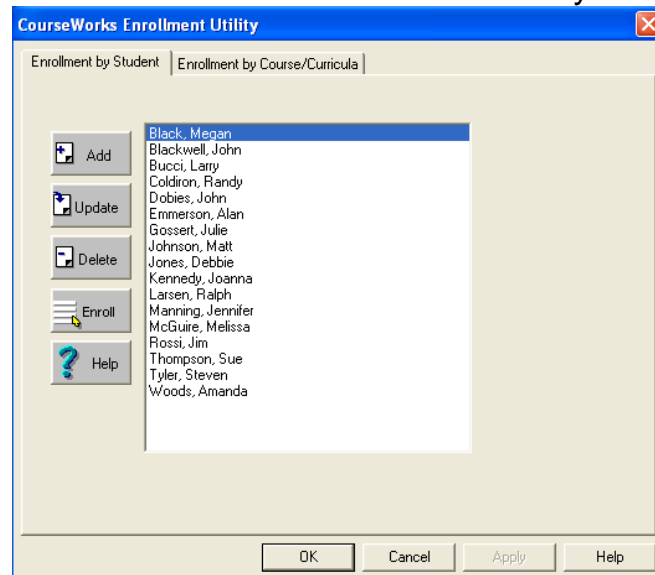 CourseWorks Enrollment Utility
Enrollment by Student
Enrollment by Course/Curricula
Add
Update
Delete
Enroll
Help
Black, Megan
Blackwell, John
Bucci, Larry
Coldiron, Randy
Dobies, John
Emmerson, Alan
Gossert, Julie
Johnson, Matt
Jones, Debbie
Kennedy, Joanna
Larsen, Ralph
Manning, Jennifer
McGuire, Melissa
Rossi, Jim
Thompson, Sue
Tyler, Steven
Woods, Amanda
OK
Cancel
Apply
Help